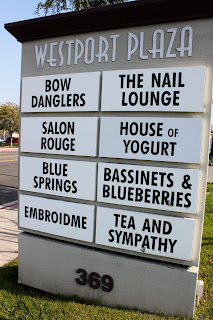 WESTPORT PLAZA
BOW
DANGLERS
THE NAIL
LOUNGE
SALON
ROUGE
HOUSE OF
YOGURT
BLUE
SPRINGS
BASSINETS &
BLUEBERRIES
EMBROIDME
TEA AND
SYMPATHY
369